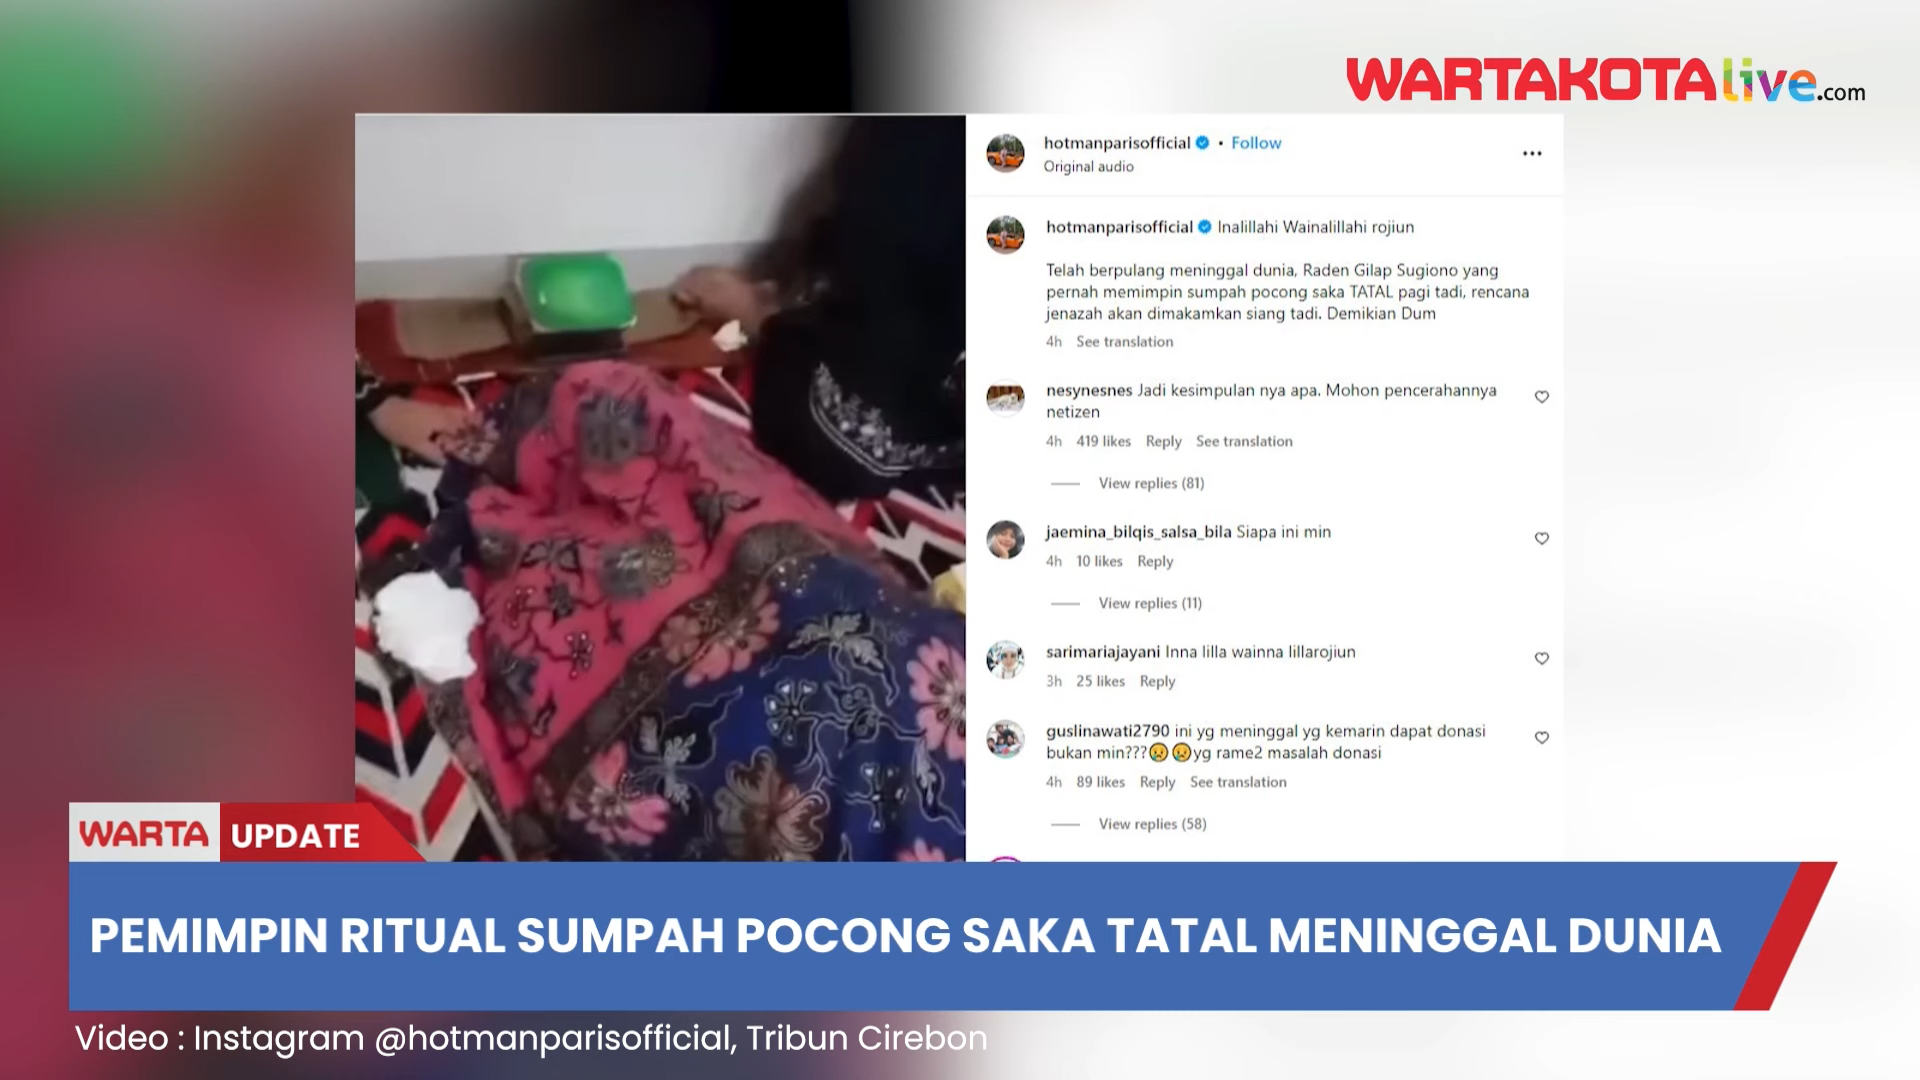 WARTAKOTAlive.com
hotmanparisofficial • Follow
Original audio
hotmanparisofficial Inalillahi Wainalillahi rojiun
Telah berpulang meninggal dunia, Raden Gilap Sugiono yang
pernah memimpin sumpah pocong saka TATAL pagi tadi, rencana
jenazah akan dimakamkan siang tadi. Demikian Dum
4h See translation
nesynesnes Jadi kesimpulan nya apa. Mohon pencerahannya
netizen
4h 419 likes Reply See translation
View replies (81)
jaemina_bilqis_salsa_bila Siapa ini min
4h 10 likes Reply
View replies (11)
sarimariajayani Inna lilla wainna lillarojiun
3h 25 likes Reply
guslinawati2790 ini yg meninggal yg kemarin dapat donasi
bukan min???😢😢yg rame2 masalah donasi
4h 89 likes Reply See translation
View replies (58)
WARTA UPDATE
PEMIMPIN RITUAL SUMPAH POCONG SAKA TATAL MENINGGAL DUNIA
Video : Instagram @hotmanparisofficial, Tribun Cirebon